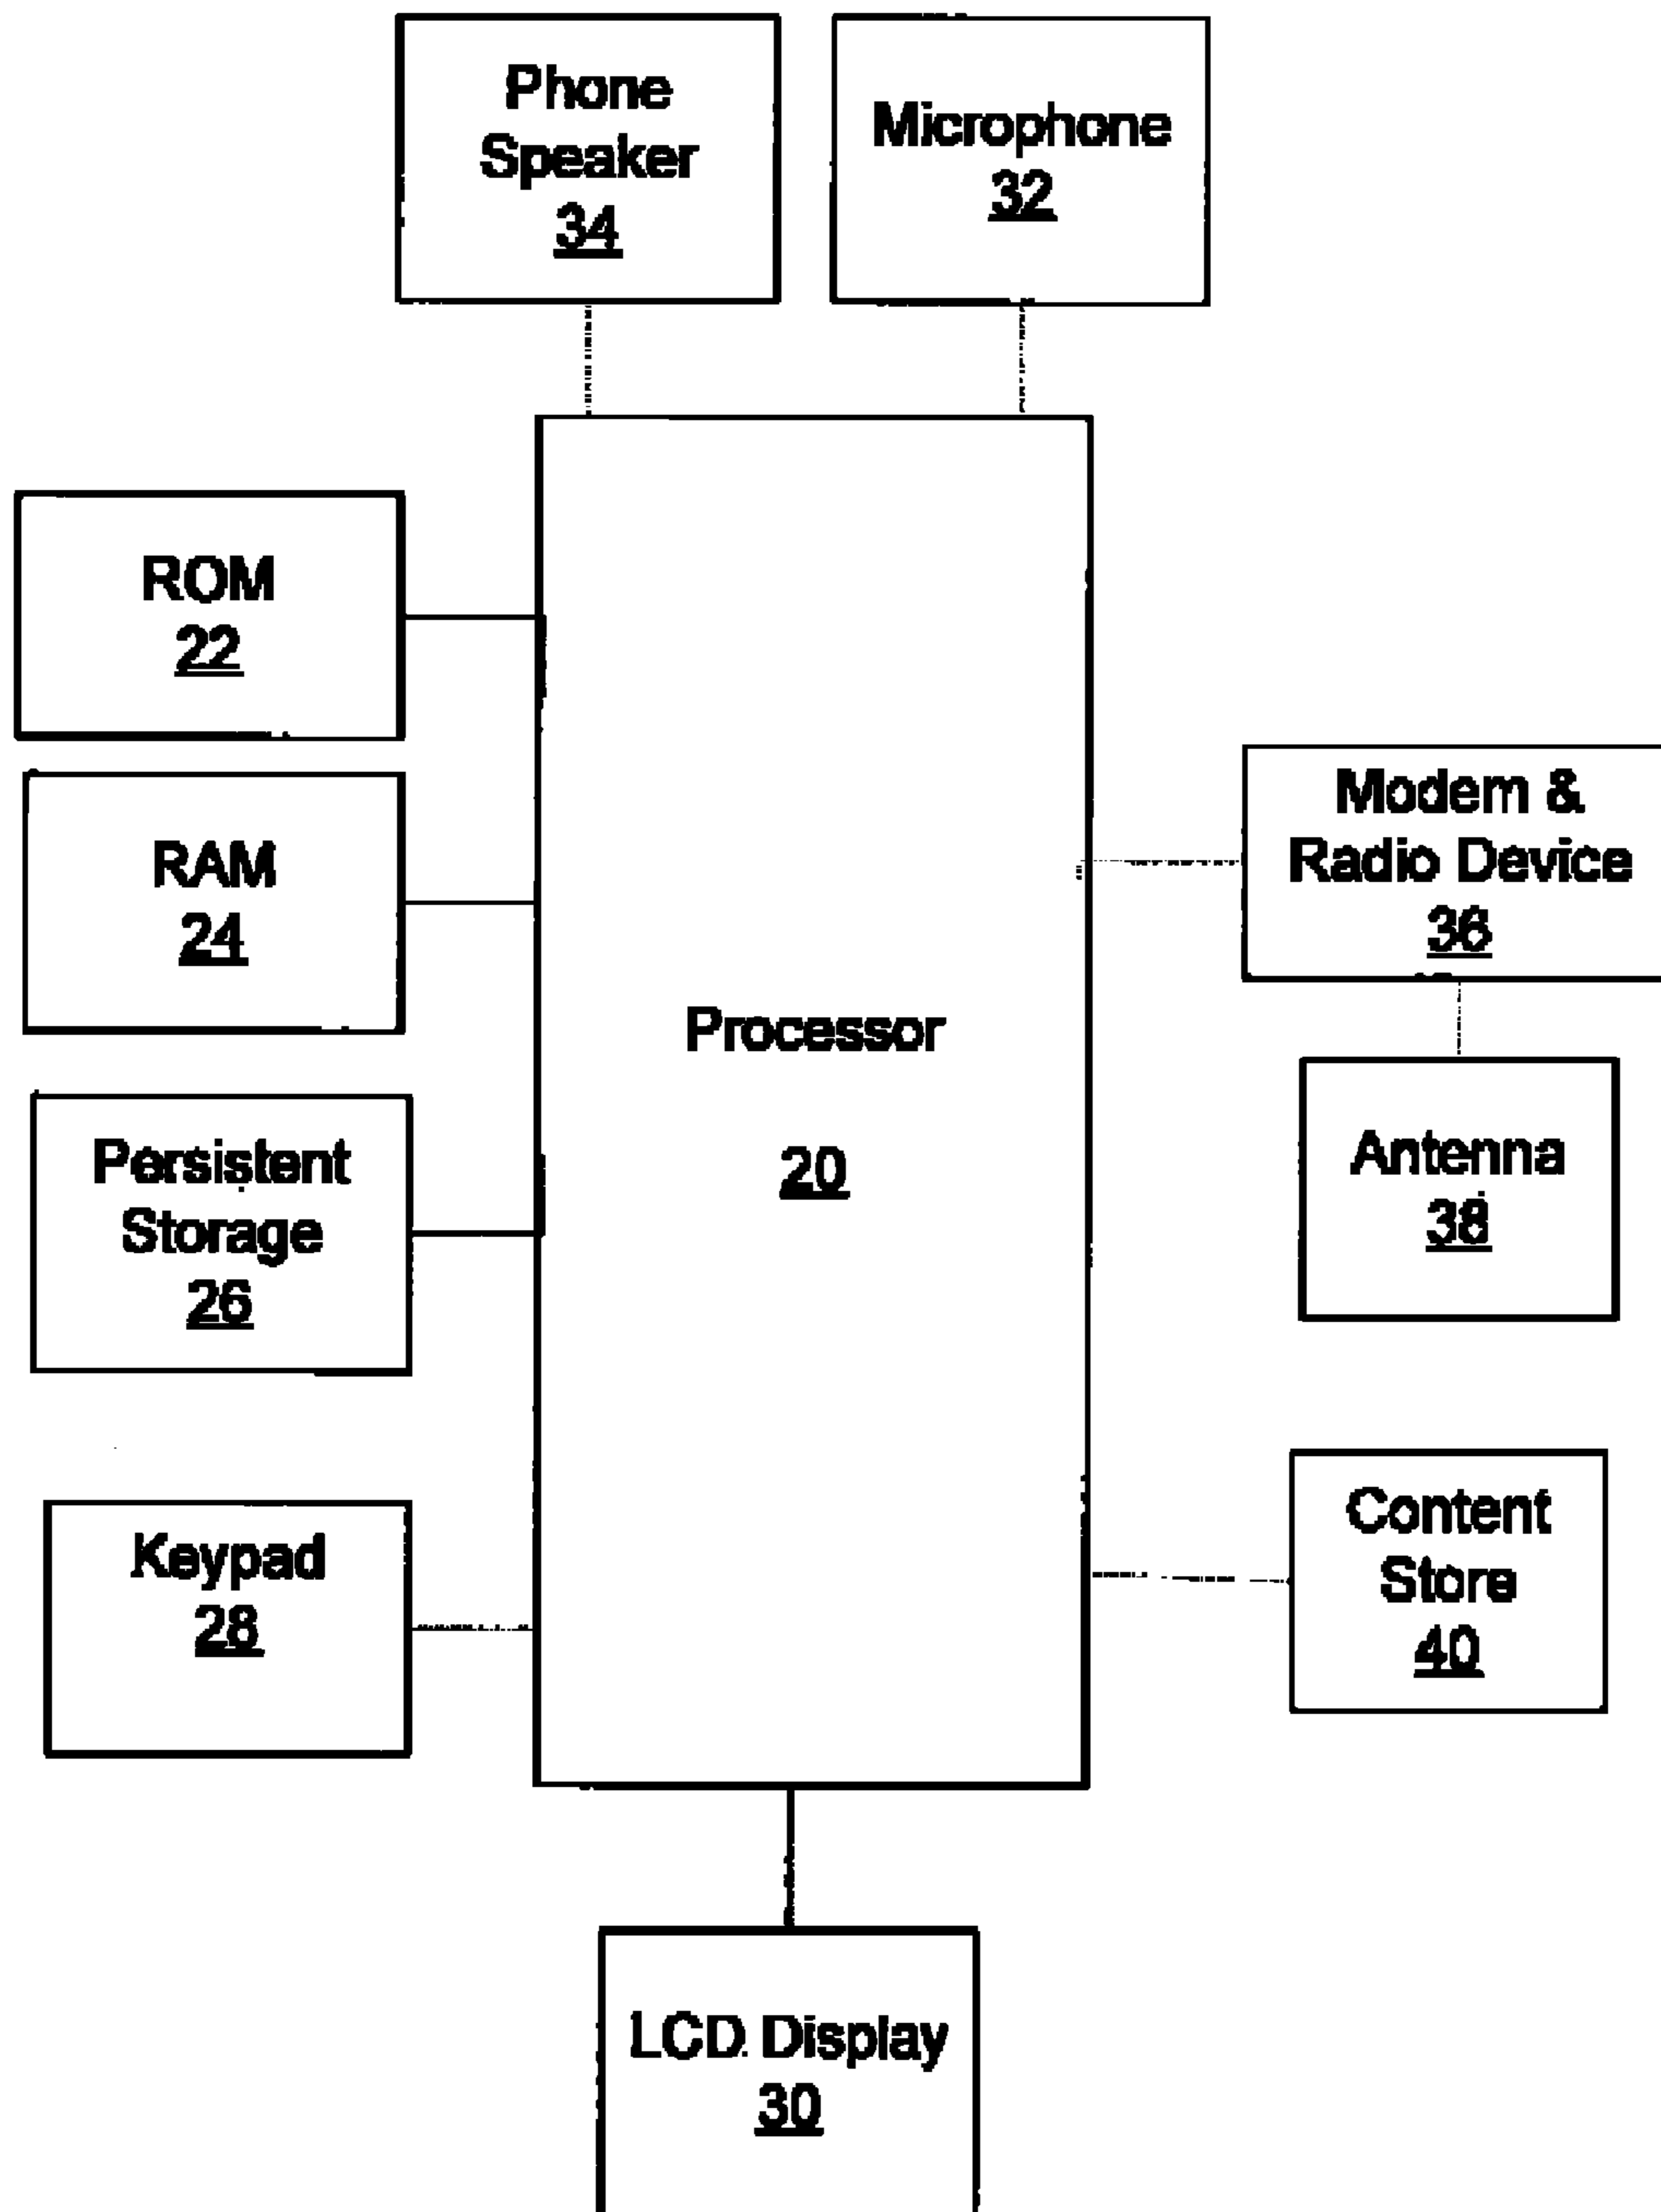 Phone
Speaker
34
Microphone
32
ROM
22
RAM
24
Persistent
Storage
26
Keypad
28
Processor
20
Modem &
Radio Device
36
Antenna
38
Content
Store
40
LCD Display
30